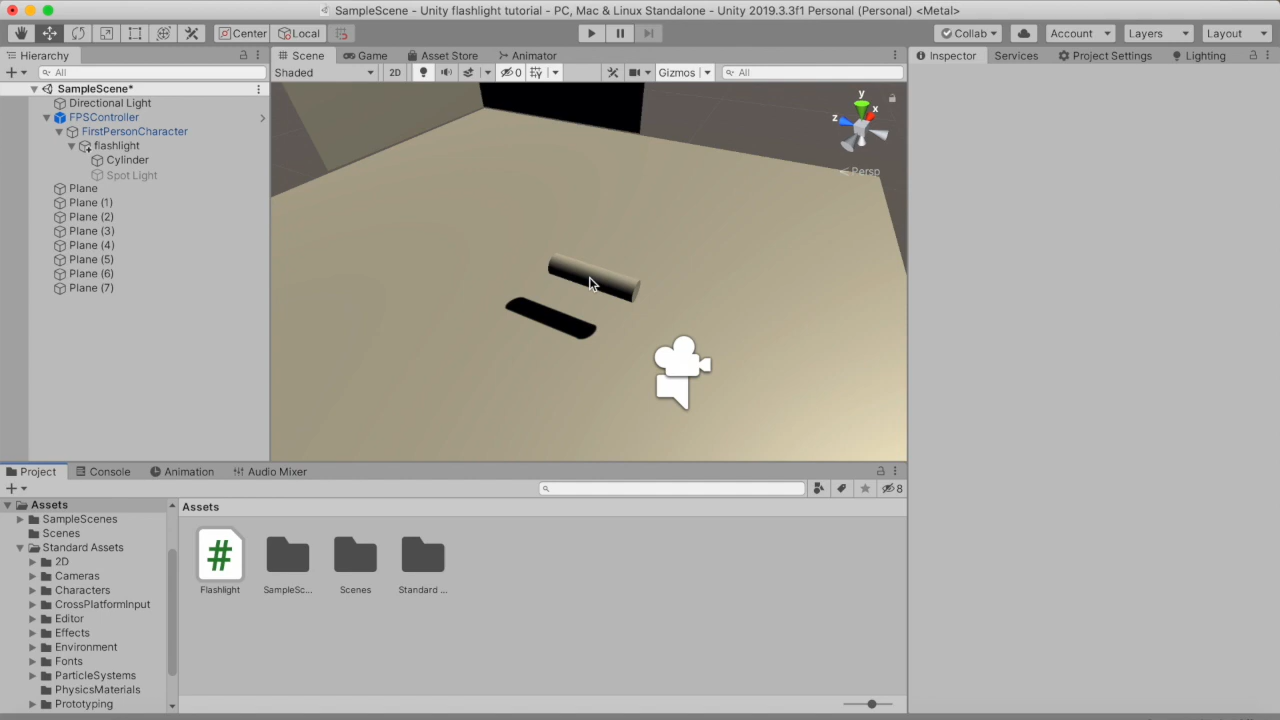 SampleScene - Unity flashlight tutorial - PC, Mac & Linux Standalone - Unity 2019.3.3f1 Personal (Personal) <Metal>
Center Local Collab Account Layers Layout
Hierarchy Scene Game Asset Store Animator Inspector Services Project Settings Lighting
All Shaded 2D 0 Gizmos All
SampleScene*
Directional Light
FPSController
FirstPersonCharacter
flashlight
Cylinder
Spot Light
Plane
Plane (1)
Plane (2)
Plane (3)
Plane (4)
Plane (5)
Plane (6)
Plane (7)
y
x
z
Persp
Project Console Animation Audio Mixer
8
Assets
SampleScenes
Scenes
Standard Assets
2D
Cameras
Characters
CrossPlatformInput
Editor
Effects
Environment
Fonts
ParticleSystems
PhysicsMaterials
Prototyping
Assets
#
Flashlight SampleSc... Scenes Standard ...